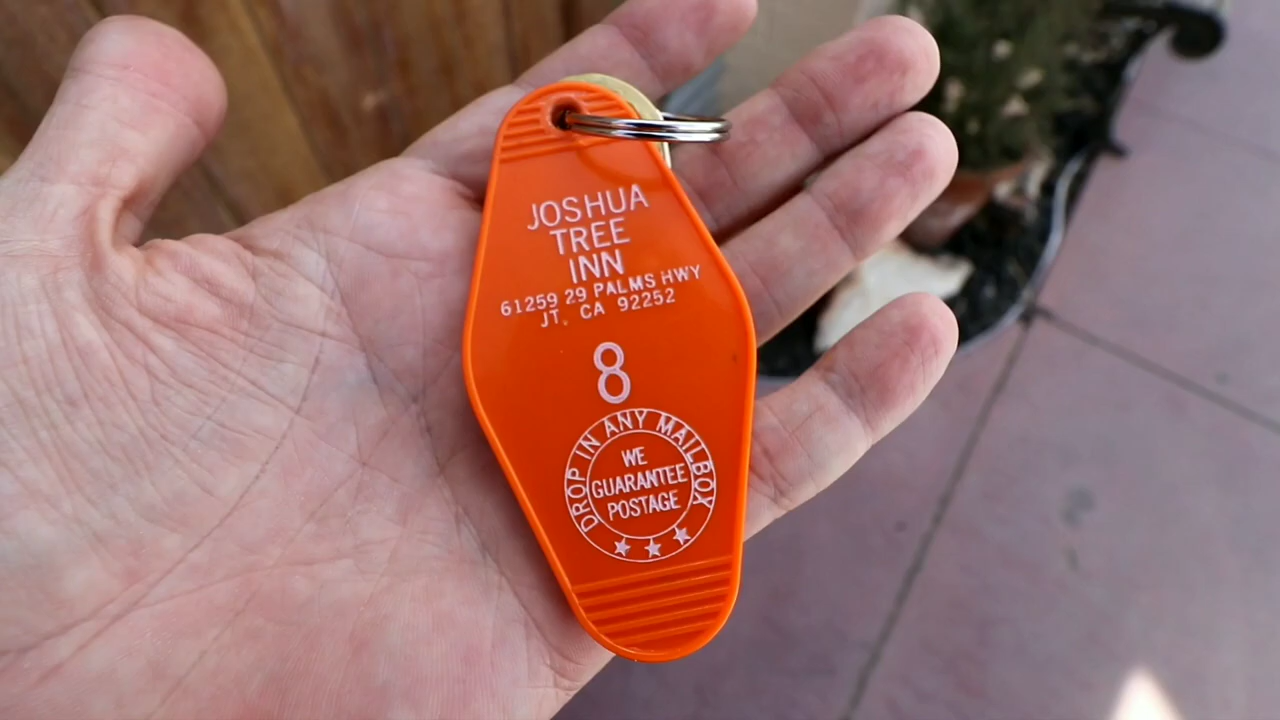 JOSHUA
TREE
INN
61259 29 PALMS HWY
JT, CA 92252
8
DROP IN ANY MAILBOX
WE
GUARANTEE
POSTAGE